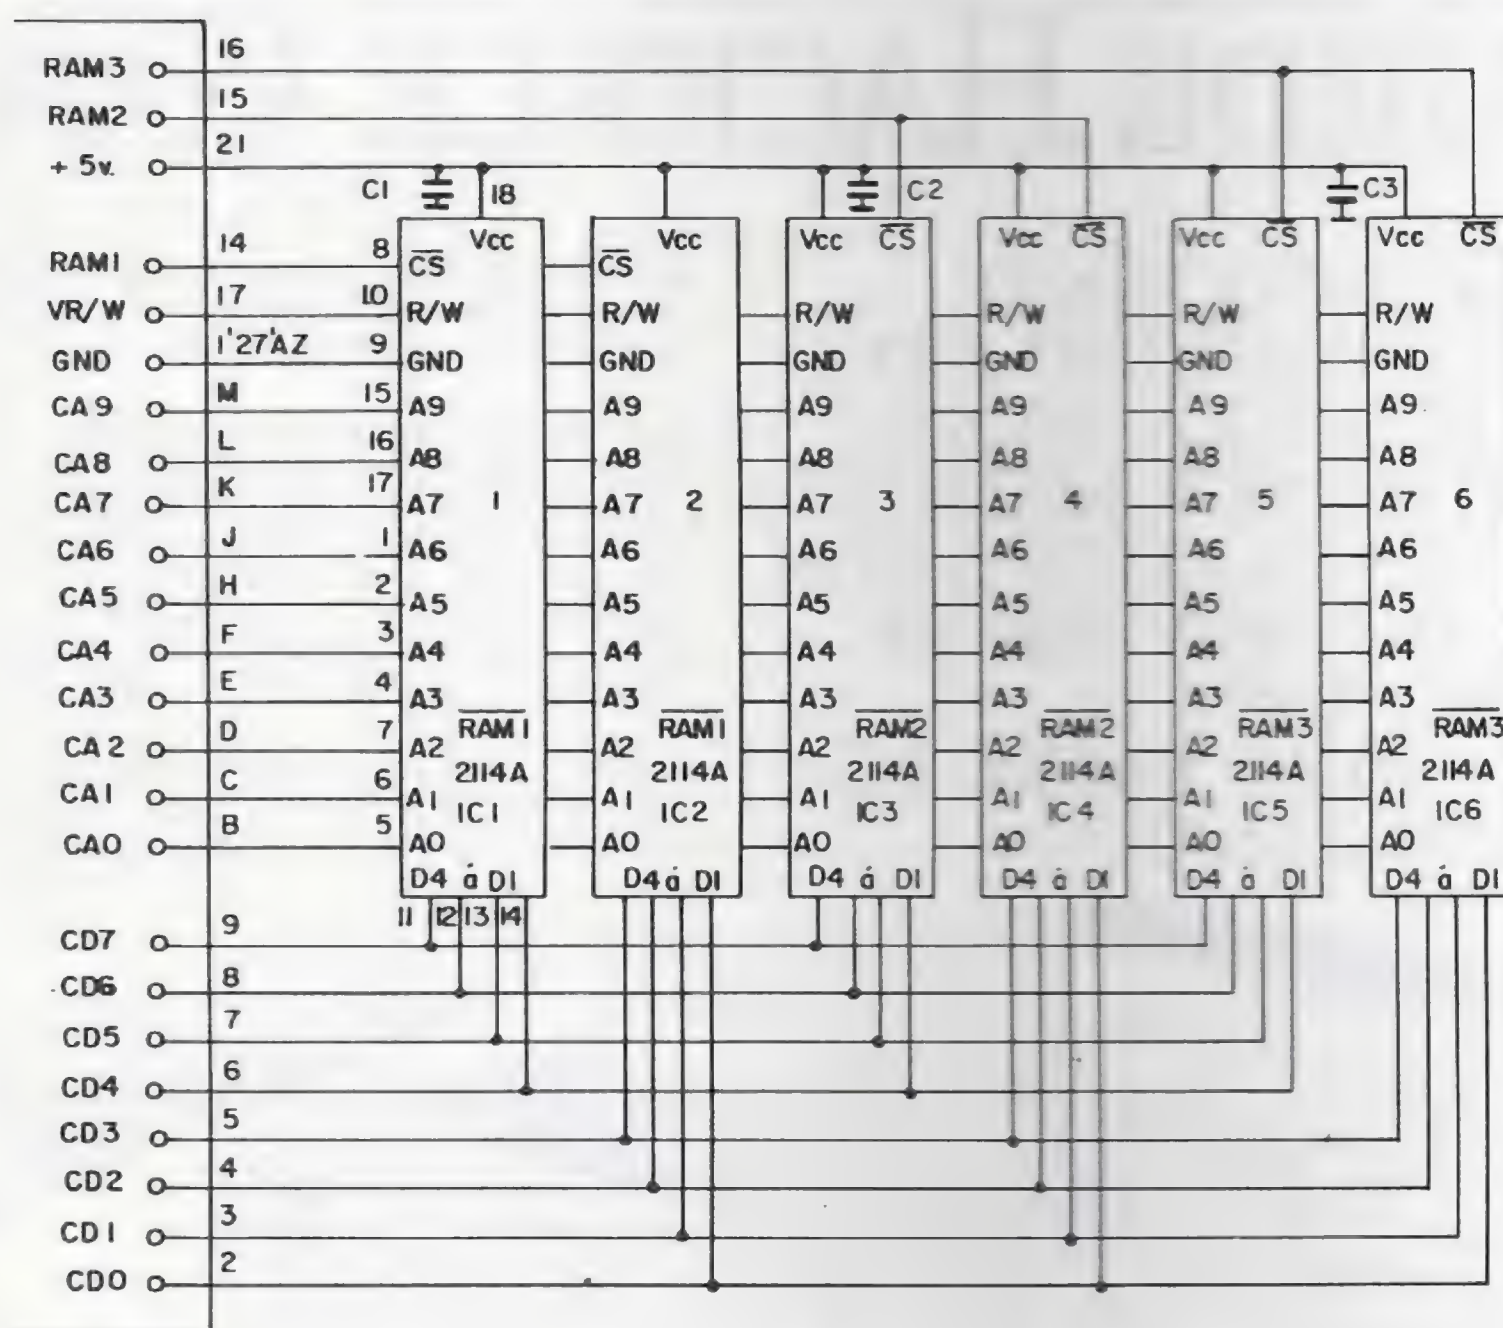 RAM3 16
RAM2 15
+ 5v. 21
C1 18 C2 C3
Vcc Vcc Vcc CS Vcc CS Vcc CS Vcc CS
RAM1 14 8 CS CS
VR/W 17 10 R/W R/W R/W R/W R/W R/W
GND 1'27'AZ 9 GND GND GND GND GND GND
CA9 M 15 A9 A9 A9 A9 A9 A9
CA8 L 16 A8 A8 A8 A8 A8 A8
CA7 K 17 A7 1 A7 2 A7 3 A7 4 A7 5 A7 6
CA6 J 1 A6 A6 A6 A6 A6 A6
CA5 H 2 A5 A5 A5 A5 A5 A5
CA4 F 3 A4 A4 A4 A4 A4 A4
CA3 E 4 A3 A3 A3 A3 A3 A3
RAM1 RAM1 RAM2 RAM2 RAM3 RAM3
CA2 D 7 A2 A2 A2 A2 A2 A2
2114A 2114A 2114A 2114A 2114A 2114A
CA1 C 6 A1 A1 A1 A1 A1 A1
IC1 IC2 IC3 IC4 IC5 IC6
CA0 B 5 A0 A0 A0 A0 A0 A0
D4 à D1 D4 à D1 D4 à D1 D4 à D1 D4 à D1 D4 à D1
11 12 13 14
CD7 9
CD6 8
CD5 7
CD4 6
CD3 5
CD2 4
CD1 3
CD0 2